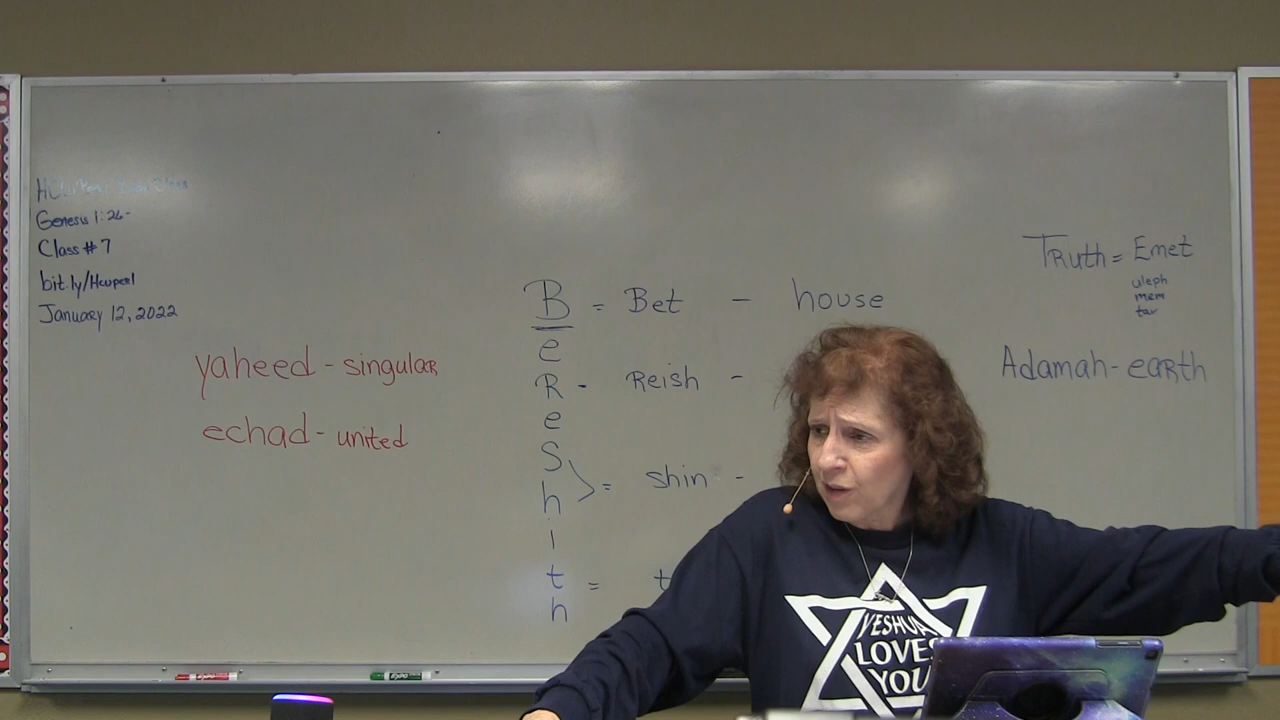 Genesis 1:26-
Class #7
bit.ly/Hcuperl
January 12, 2022
yaheed - singular
echad - united
B = Bet - house
e
R - Reish -
e
S
h = shin -
i
t =
h
Truth = Emet
aleph
mem
tav
Adamah - earth
YESHUA
LOVES
YOU